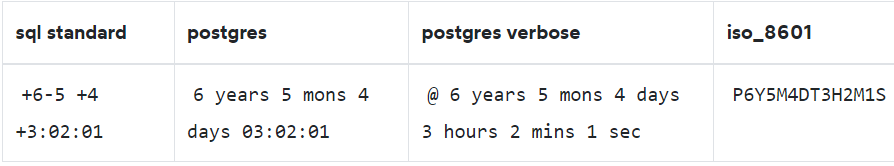 sql standard postgres postgres verbose iso_8601
+6-5 +4 6 years 5 mons 4 @ 6 years 5 mons 4 days P6Y5M4DT3H2M1S
+3:02:01 days 03:02:01 3 hours 2 mins 1 sec